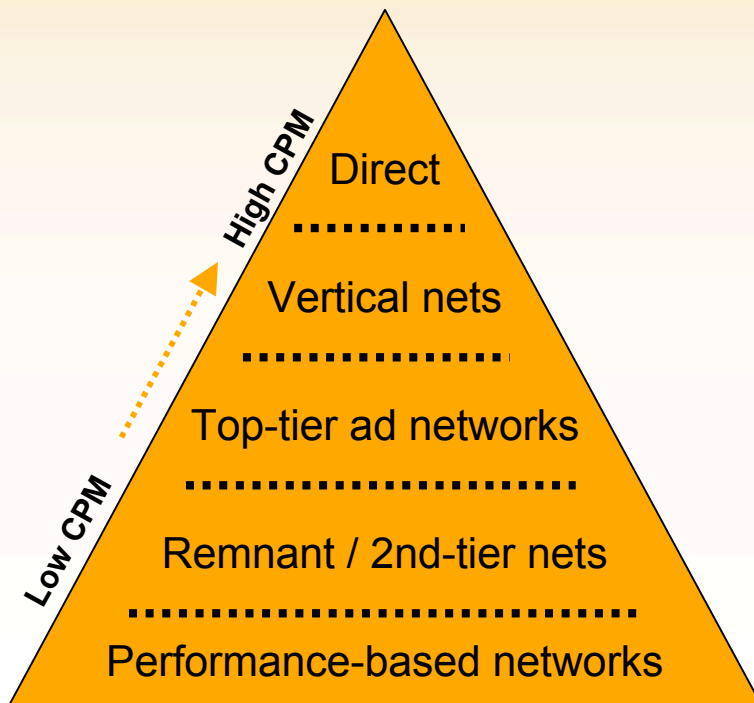 High CPM
Direct
Vertical nets
Top-tier ad networks
Low CPM
Remnant / 2nd-tier nets
Performance-based networks